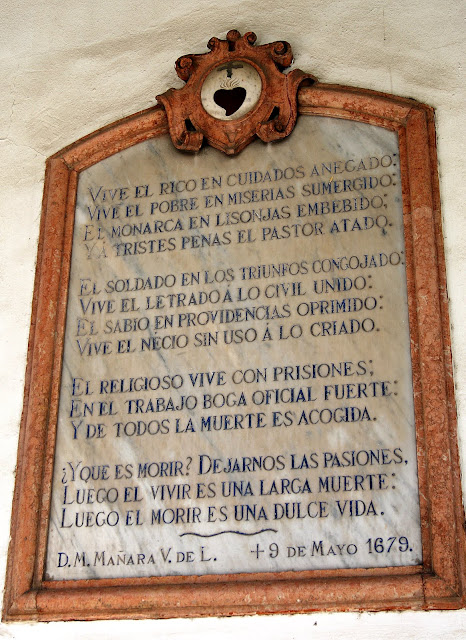 VIVE EL RICO EN CUIDADOS ANEGADO:
VIVE EL POBRE EN MISERIAS SUMERGIDO:
EL MONARCA EN LISONJAS EMBEBIDO;
Y A TRISTES PENAS EL PASTOR ATADO.
EL SOLDADO EN LOS TRIUNFOS CONGOJADO:
VIVE EL LETRADO Á LO CIVIL UNIDO:
EL SABIO EN PROVIDENCIAS OPRIMIDO:
VIVE EL NECIO SIN USO Á LO CRIADO.
EL RELIGIOSO VIVE CON PRISIONES;
EN EL TRABAJO BOGA OFICIAL FUERTE:
Y DE TODOS LA MUERTE ES ACOGIDA.
¿Y QUE ES MORIR? DEJARNOS LAS PASIONES,
LUEGO EL VIVIR ES UNA LARGA MUERTE:
LUEGO EL MORIR ES UNA DULCE VIDA.
D. M. MAÑARA V. DE L. + 9 DE MAYO 1679.